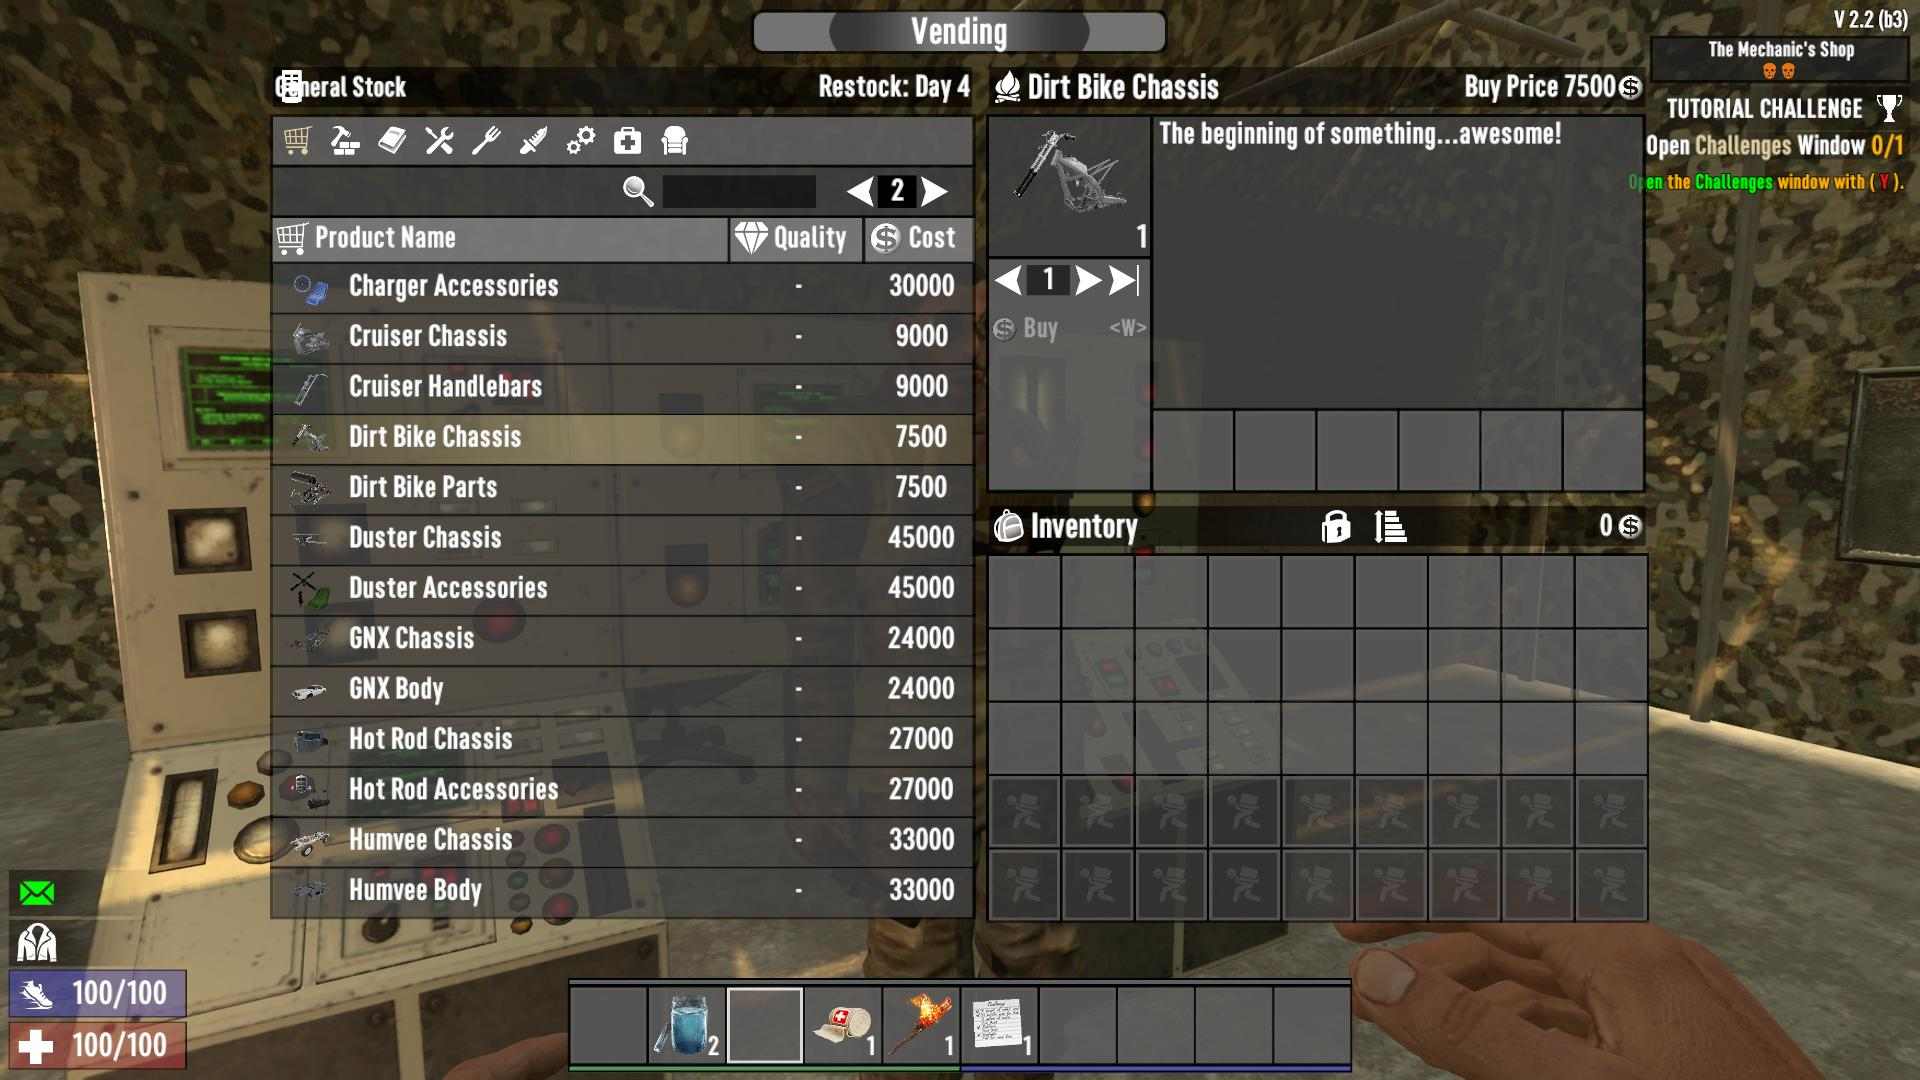 Vending
V 2.2 (b3)
The Mechanic's Shop
TUTORIAL CHALLENGE
Open Challenges Window 0/1
Open the Challenges window with ( Y ).
General Stock
Restock: Day 4
2
Product Name Quality Cost
Charger Accessories - 30000
Cruiser Chassis - 9000
Cruiser Handlebars - 9000
Dirt Bike Chassis - 7500
Dirt Bike Parts - 7500
Duster Chassis - 45000
Duster Accessories - 45000
GNX Chassis - 24000
GNX Body - 24000
Hot Rod Chassis - 27000
Hot Rod Accessories - 27000
Humvee Chassis - 33000
Humvee Body - 33000
Dirt Bike Chassis
Buy Price 7500
The beginning of something...awesome!
1
1
Buy <W>
Inventory
0
100/100
100/100
2
1
1
1